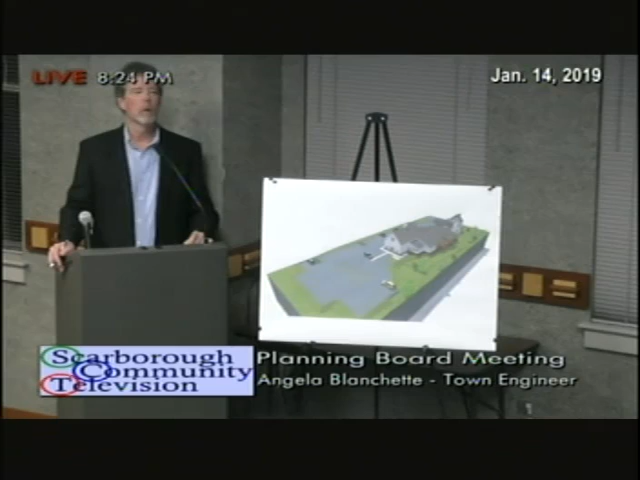 LIVE 8:24 PM
Jan. 14, 2019
Scarborough
Community
Television
Planning Board Meeting
Angela Blanchette - Town Engineer